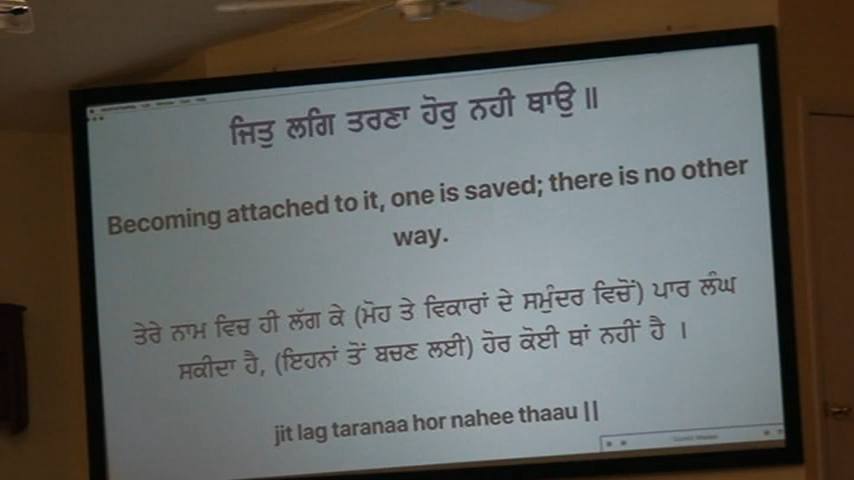 ਜਿਤੁ ਲਗਿ ਤਰਣਾ ਹੋਰੁ ਨਹੀ ਥਾਉ ॥
Becoming attached to it, one is saved; there is no other
way.
ਤੇਰੇ ਨਾਮ ਵਿਚ ਹੀ ਲੱਗ ਕੇ (ਮੋਹ ਤੇ ਵਿਕਾਰਾਂ ਦੇ ਸਮੁੰਦਰ ਵਿਚੋਂ) ਪਾਰ ਲੰਘ
ਸਕੀਦਾ ਹੈ, (ਇਹਨਾਂ ਤੋਂ ਬਚਣ ਲਈ) ਹੋਰ ਕੋਈ ਥਾਂ ਨਹੀਂ ਹੈ ।
jit lag taranaa hor nahee thaau ||